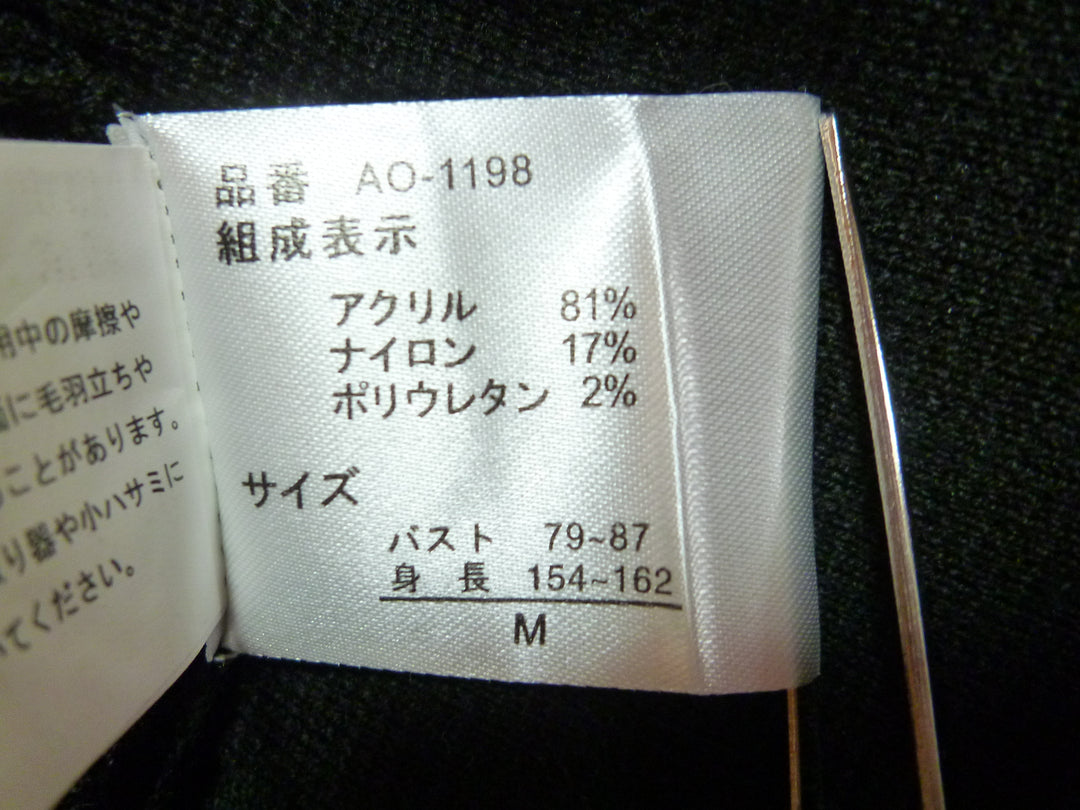 用中の摩擦や
に毛羽立ちや
ことがあります。
り器や小ハサミに
てください。
品番 AO-1198
組成表示
アクリル 81%
ナイロン 17%
ポリウレタン 2%
サイズ
バスト 79~87
身長 154~162
M